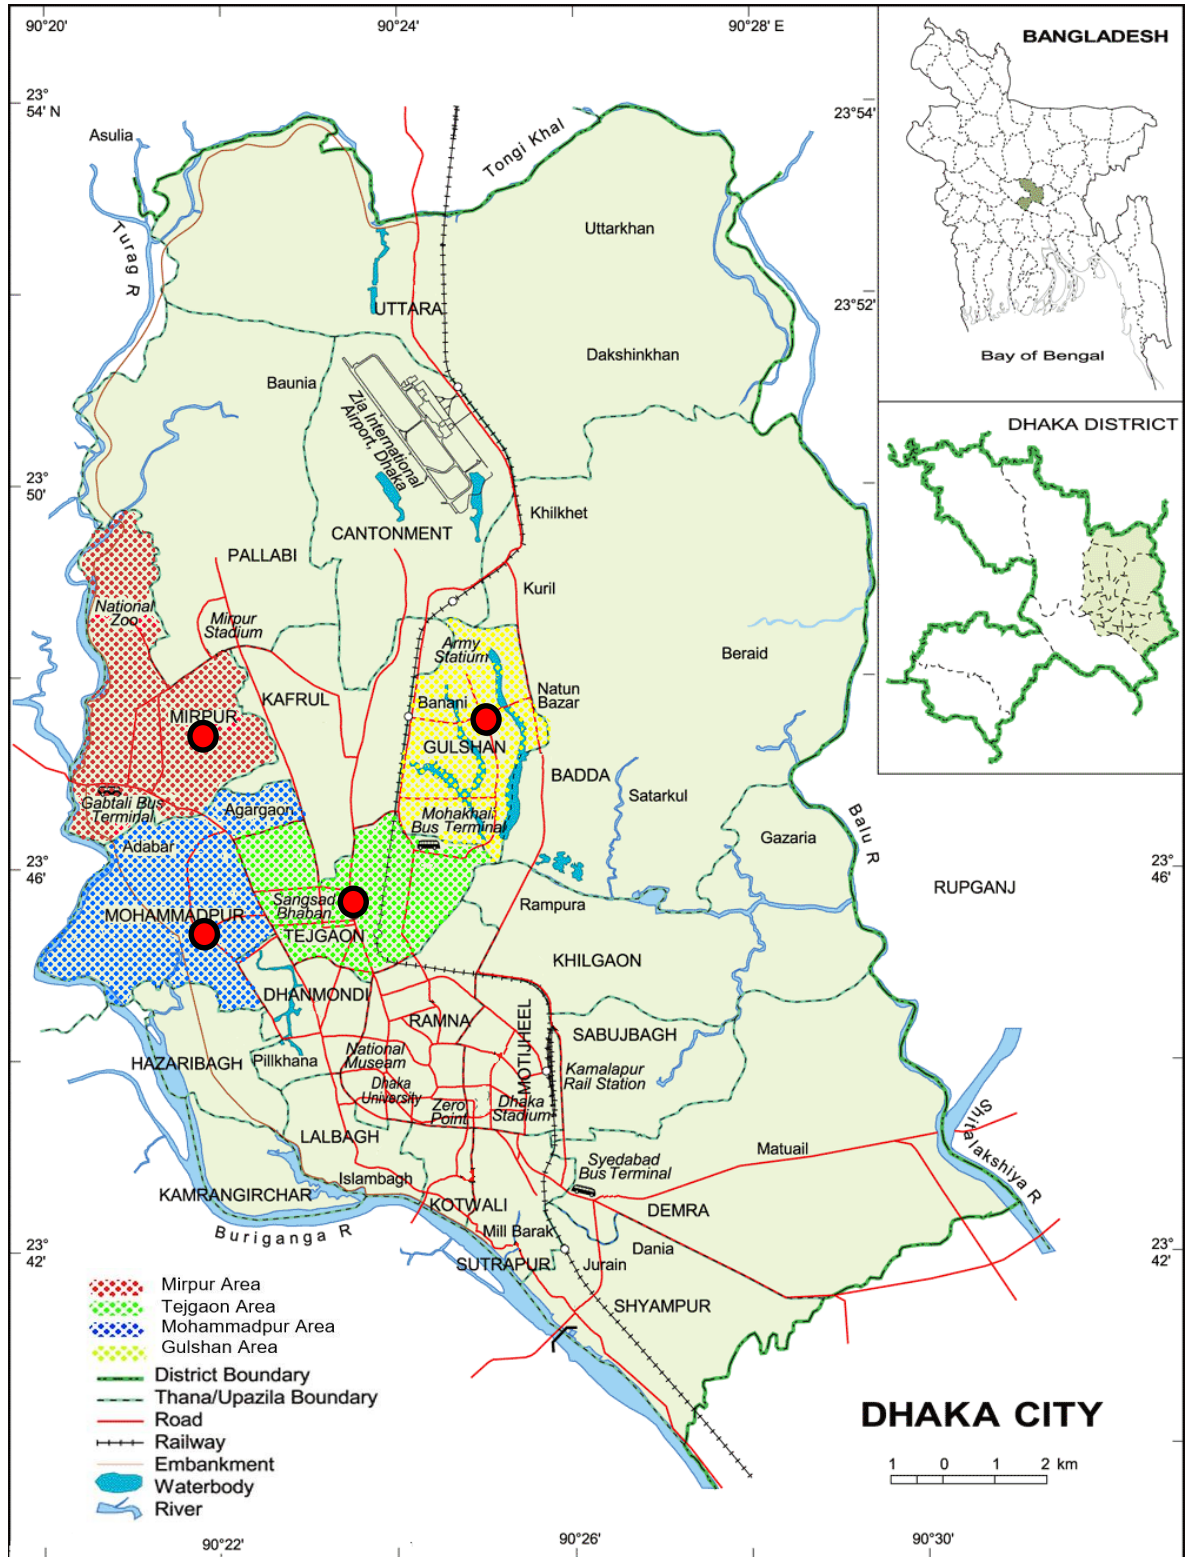 90°20'
90°24'
90°28' E
BANGLADESH
23°
54' N
23°54'
Asulia
Tongi Khal
Turag R
Uttarkhan
23°52'
UTTARA
Dakshinkhan
Bay of Bengal
Baunia
Zia International
Airport, Dhaka
DHAKA DISTRICT
23°
50'
Khilkhet
CANTONMENT
PALLABI
Kuril
National
Zoo
Mirpur
Stadium
Army
Statium
Beraid
KAFRUL
Banani
Natun
Bazar
MIRPUR
GULSHAN
BADDA
Satarkul
Gabtali Bus
Terminal
Agargaon
Mohakhali
Bus Terminal
Balu R
Gazaria
Adabar
23°
46'
23°
46'
RUPGANJ
Sangsad
Bhaban
Rampura
MOHAMMADPUR
TEJGAON
KHILGAON
DHANMONDI
RAMNA
MOTIJHEEL
SABUJBAGH
HAZARIBAGH
Pillkhana
National
Museam
Kamalapur
Rail Station
Dhaka
University
Zero
Point
Dhaka
Stadium
Shitalakshiya R
LALBAGH
Matuail
Syedabad
Bus Terminal
Islambagh
KAMRANGIRCHAR
KOTWALI
DEMRA
Buriganga R
Mill Barak
Dania
23°
42'
23°
42'
SUTRAPUR
Jurain
SHYAMPUR
Mirpur Area
Tejgaon Area
Mohammadpur Area
Gulshan Area
District Boundary
Thana/Upazila Boundary
Road
Railway
Embankment
Waterbody
River
DHAKA CITY
1 0 1 2 km
90°22'
90°26'
90°30'